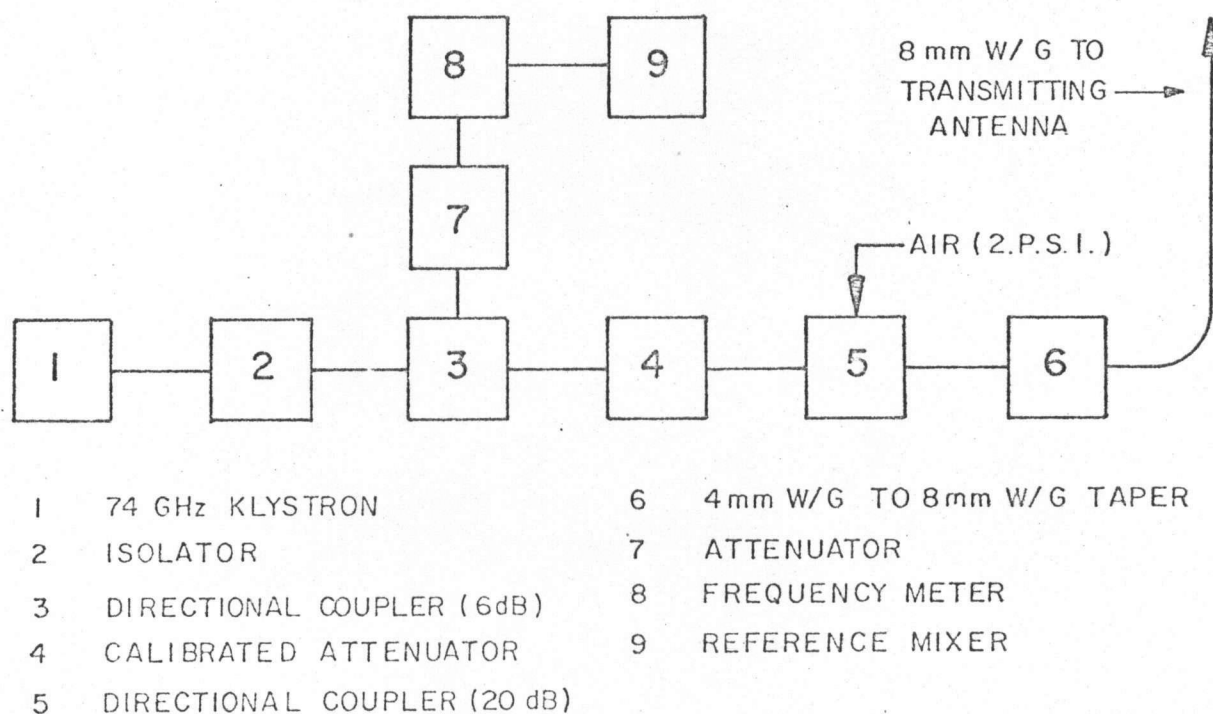 8
9
8 mm W/G TO
TRANSMITTING
ANTENNA
7
AIR (2.P.S.I.)
1
2
3
4
5
6
1 74 GHz KLYSTRON
2 ISOLATOR
3 DIRECTIONAL COUPLER (6dB)
4 CALIBRATED ATTENUATOR
5 DIRECTIONAL COUPLER (20 dB)
6 4mm W/G TO 8mm W/G TAPER
7 ATTENUATOR
8 FREQUENCY METER
9 REFERENCE MIXER